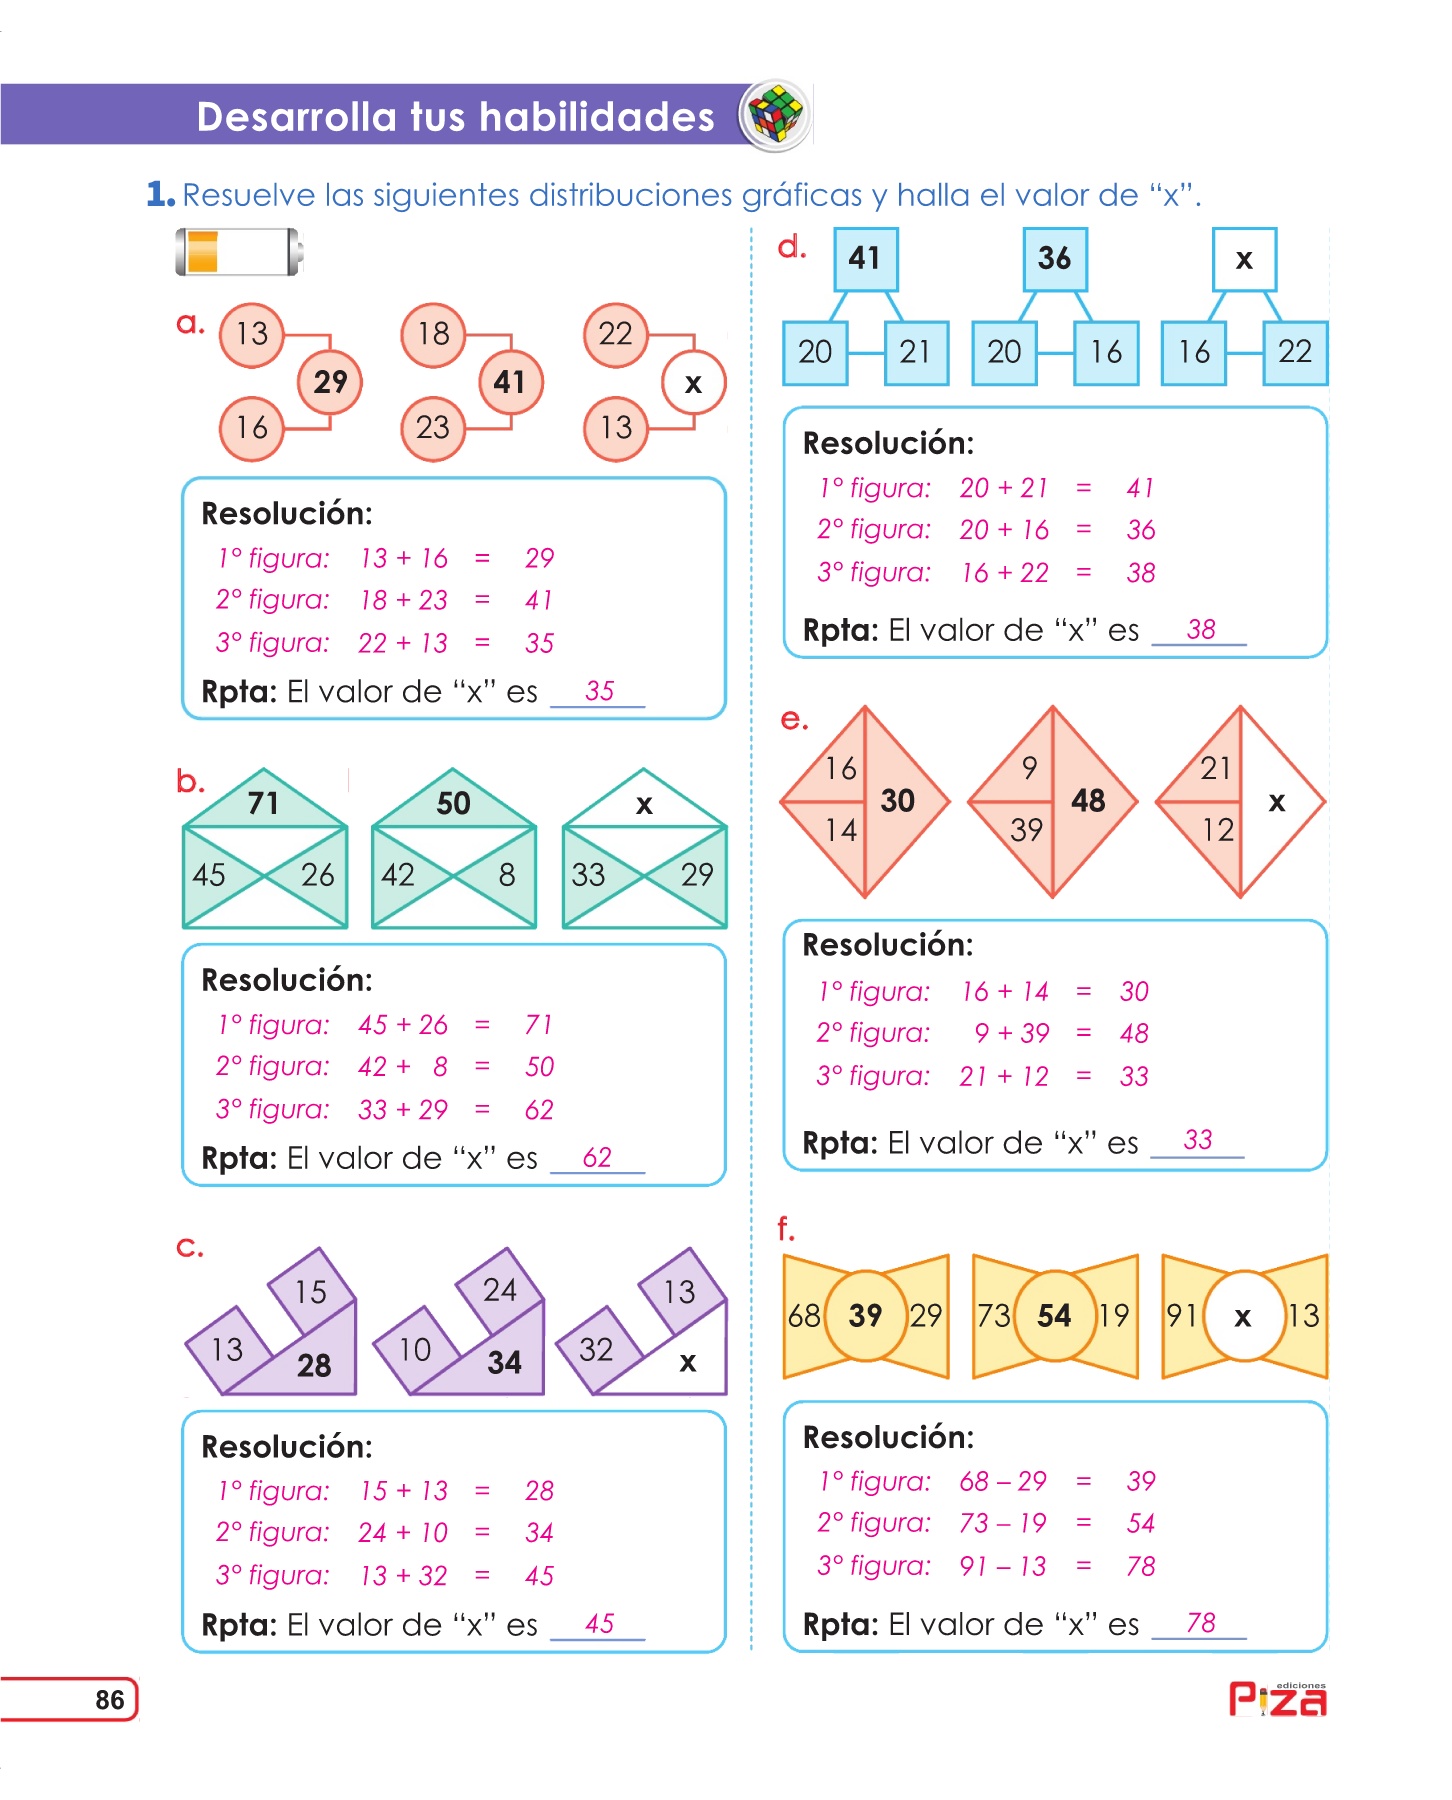 Desarrolla tus habilidades
1. Resuelve las siguientes distribuciones gráficas y halla el valor de “x”.
a.
13 18 22
29 41 x
16 23 13
Resolución:
1° figura: 13 + 16 = 29
2° figura: 18 + 23 = 41
3° figura: 22 + 13 = 35
Rpta: El valor de “x” es 35
b.
71 50 x
45 26 42 8 33 29
Resolución:
1° figura: 45 + 26 = 71
2° figura: 42 + 8 = 50
3° figura: 33 + 29 = 62
Rpta: El valor de “x” es 62
c.
15 24 13
13 10 32
28 34 x
Resolución:
1° figura: 15 + 13 = 28
2° figura: 24 + 10 = 34
3° figura: 13 + 32 = 45
Rpta: El valor de “x” es 45
d.
41 36 x
20 21 20 16 16 22
Resolución:
1° figura: 20 + 21 = 41
2° figura: 20 + 16 = 36
3° figura: 16 + 22 = 38
Rpta: El valor de “x” es 38
e.
16 9 21
30 48 x
14 39 12
Resolución:
1° figura: 16 + 14 = 30
2° figura: 9 + 39 = 48
3° figura: 21 + 12 = 33
Rpta: El valor de “x” es 33
f.
68 39 29 73 54 19 91 x 13
Resolución:
1° figura: 68 – 29 = 39
2° figura: 73 – 19 = 54
3° figura: 91 – 13 = 78
Rpta: El valor de “x” es 78
86
ediciones
Piza